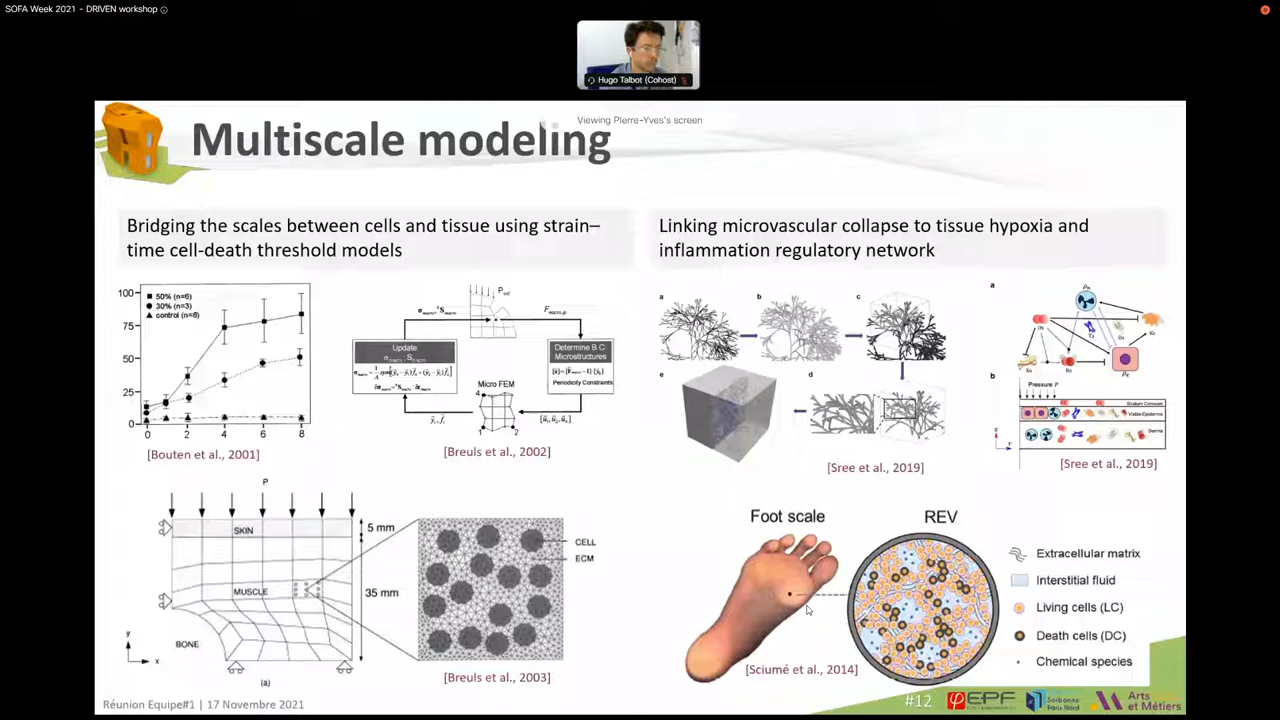 SOFA Week 2021 - DRIVEN workshop
Hugo Talbot (Cohost)
Viewing Pierre-Yves's screen
Multiscale modeling
Bridging the scales between cells and tissue using strain–
time cell-death threshold models
50% (n=6)
30% (n=3)
control (n=6)
100
75
50
25
0
0 2 4 6 8
[Bouten et al., 2001]
Update
Determine B.C.
Microstructures
Periodicity Constraints
Micro FEM
4
1 2
[Breuls et al., 2002]
P
SKIN
5 mm
MUSCLE
35 mm
BONE
y
x
(a)
CELL
ECM
[Breuls et al., 2003]
Linking microvascular collapse to tissue hypoxia and
inflammation regulatory network
a b c
e d
[Sree et al., 2019]
a
b
Pressure P
Viable Epidermis
Dermis
[Sree et al., 2019]
Foot scale
REV
Extracellular matrix
Interstitial fluid
Living cells (LC)
Death cells (DC)
Chemical species
[Sciumé et al., 2014]
Réunion Equipe#1 | 17 Novembre 2021
#12
EPF
Sorbonne
Paris Nord
Arts
et Métiers